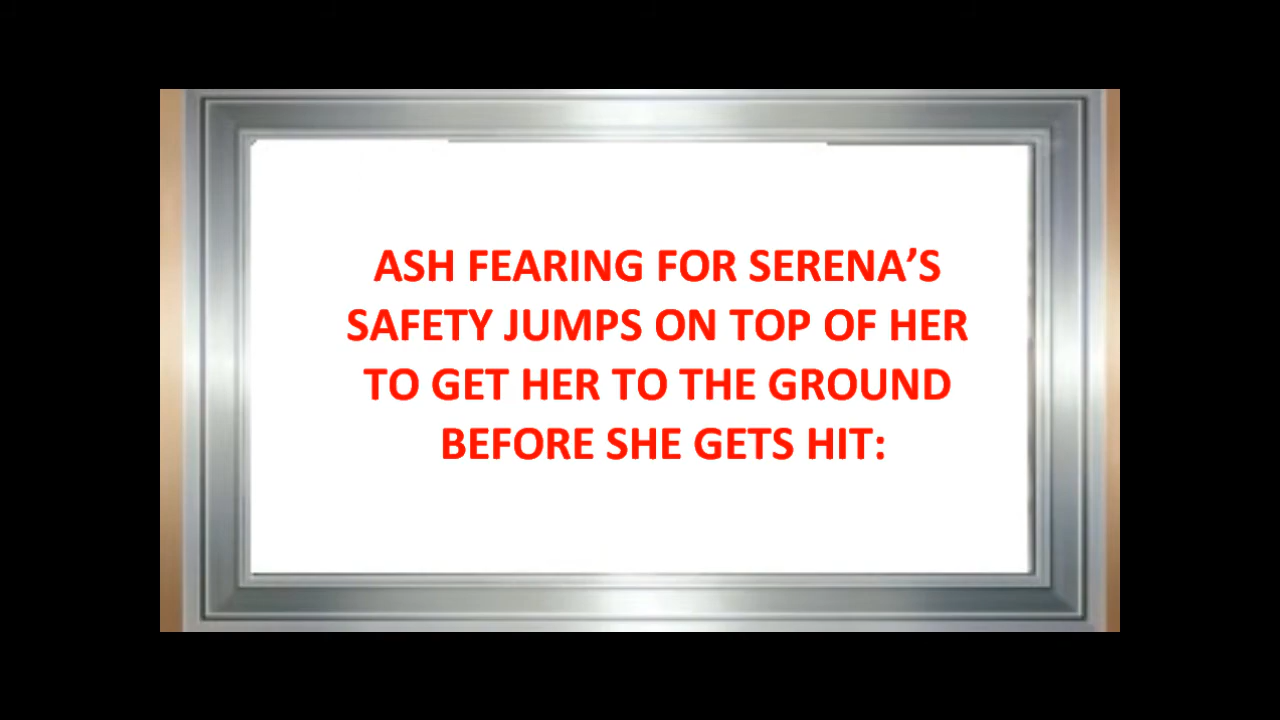 ASH FEARING FOR SERENA’S
SAFETY JUMPS ON TOP OF HER
TO GET HER TO THE GROUND
BEFORE SHE GETS HIT: